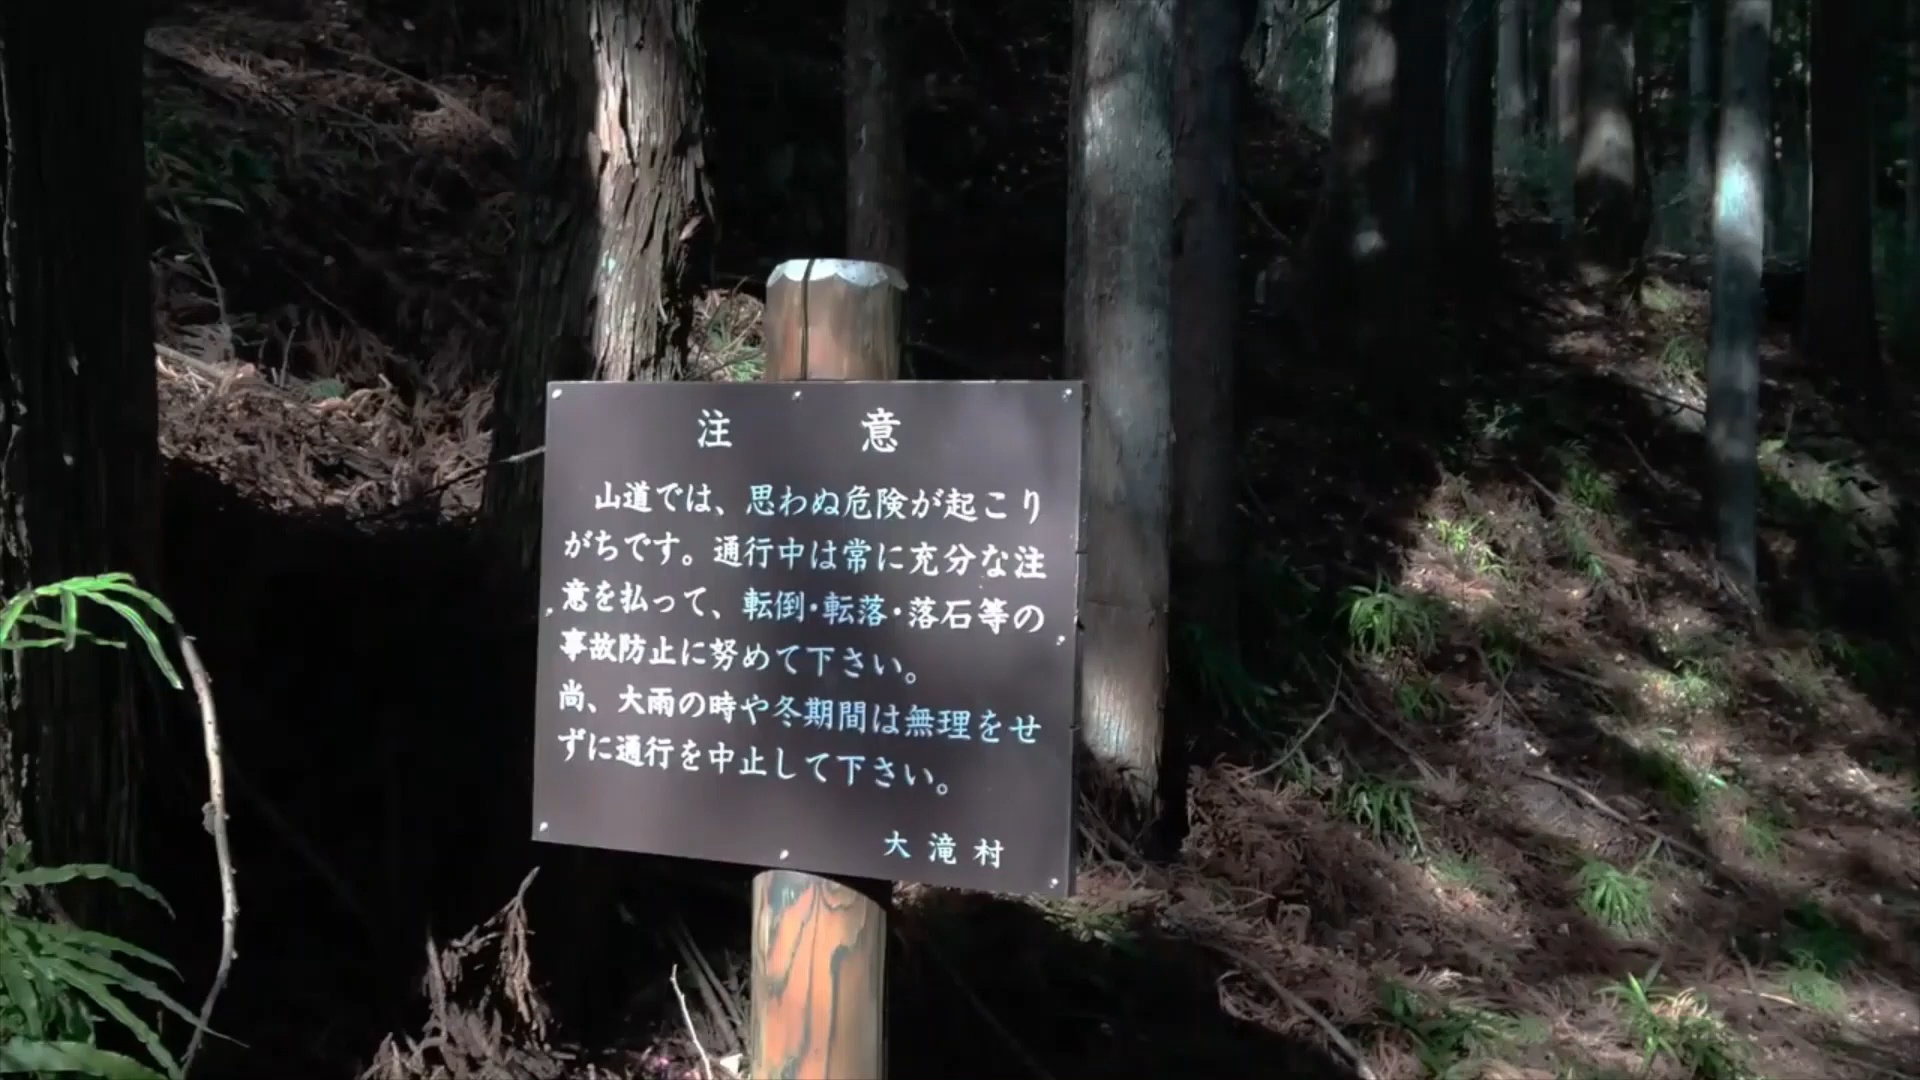 注 意
山道では、思わぬ危険が起こり
がちです。通行中は常に充分な注
意を払って、転倒・転落・落石等の
事故防止に努めて下さい。
尚、大雨の時や冬期間は無理をせ
ずに通行を中止して下さい。
大滝村